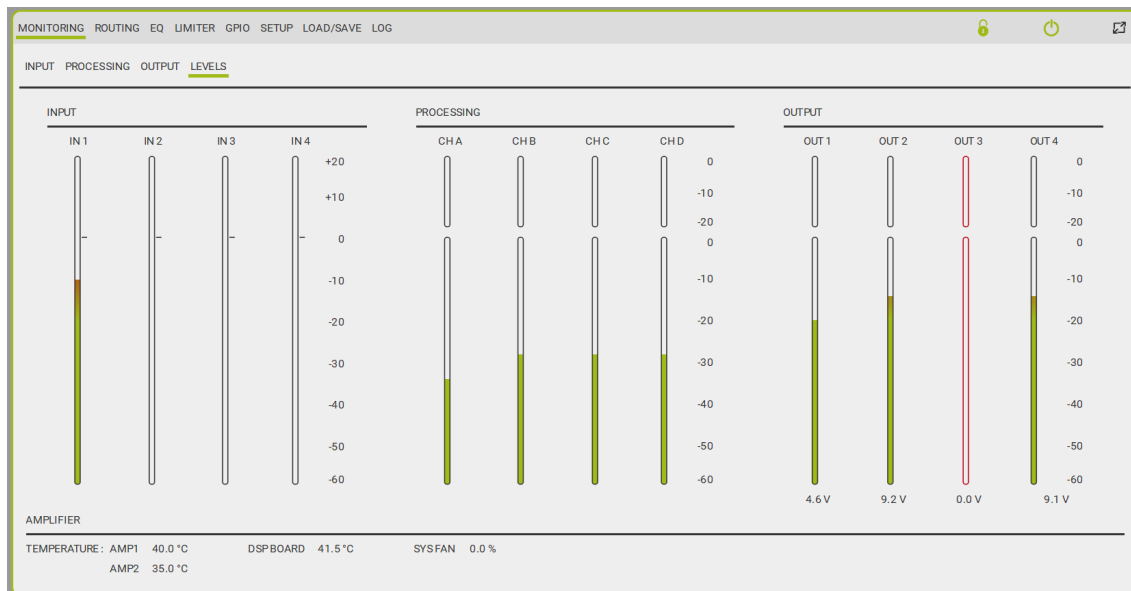 MONITORING ROUTING EQ LIMITER GPIO SETUP LOAD/SAVE LOG
INPUT PROCESSING OUTPUT LEVELS
INPUT PROCESSING OUTPUT
IN 1 IN 2 IN 3 IN 4 CH A CH B CH C CH D OUT 1 OUT 2 OUT 3 OUT 4
+20 0 0
+10 -10 -10
-20 -20
0 0 0
-10 -10 -10
-20 -20 -20
-30 -30 -30
-40 -40 -40
-50 -50 -50
-60 -60 -60
4.6 V 9.2 V 0.0 V 9.1 V
AMPLIFIER
TEMPERATURE: AMP1 40.0 °C DSP BOARD 41.5 °C SYS FAN 0.0 %
AMP2 35.0 °C